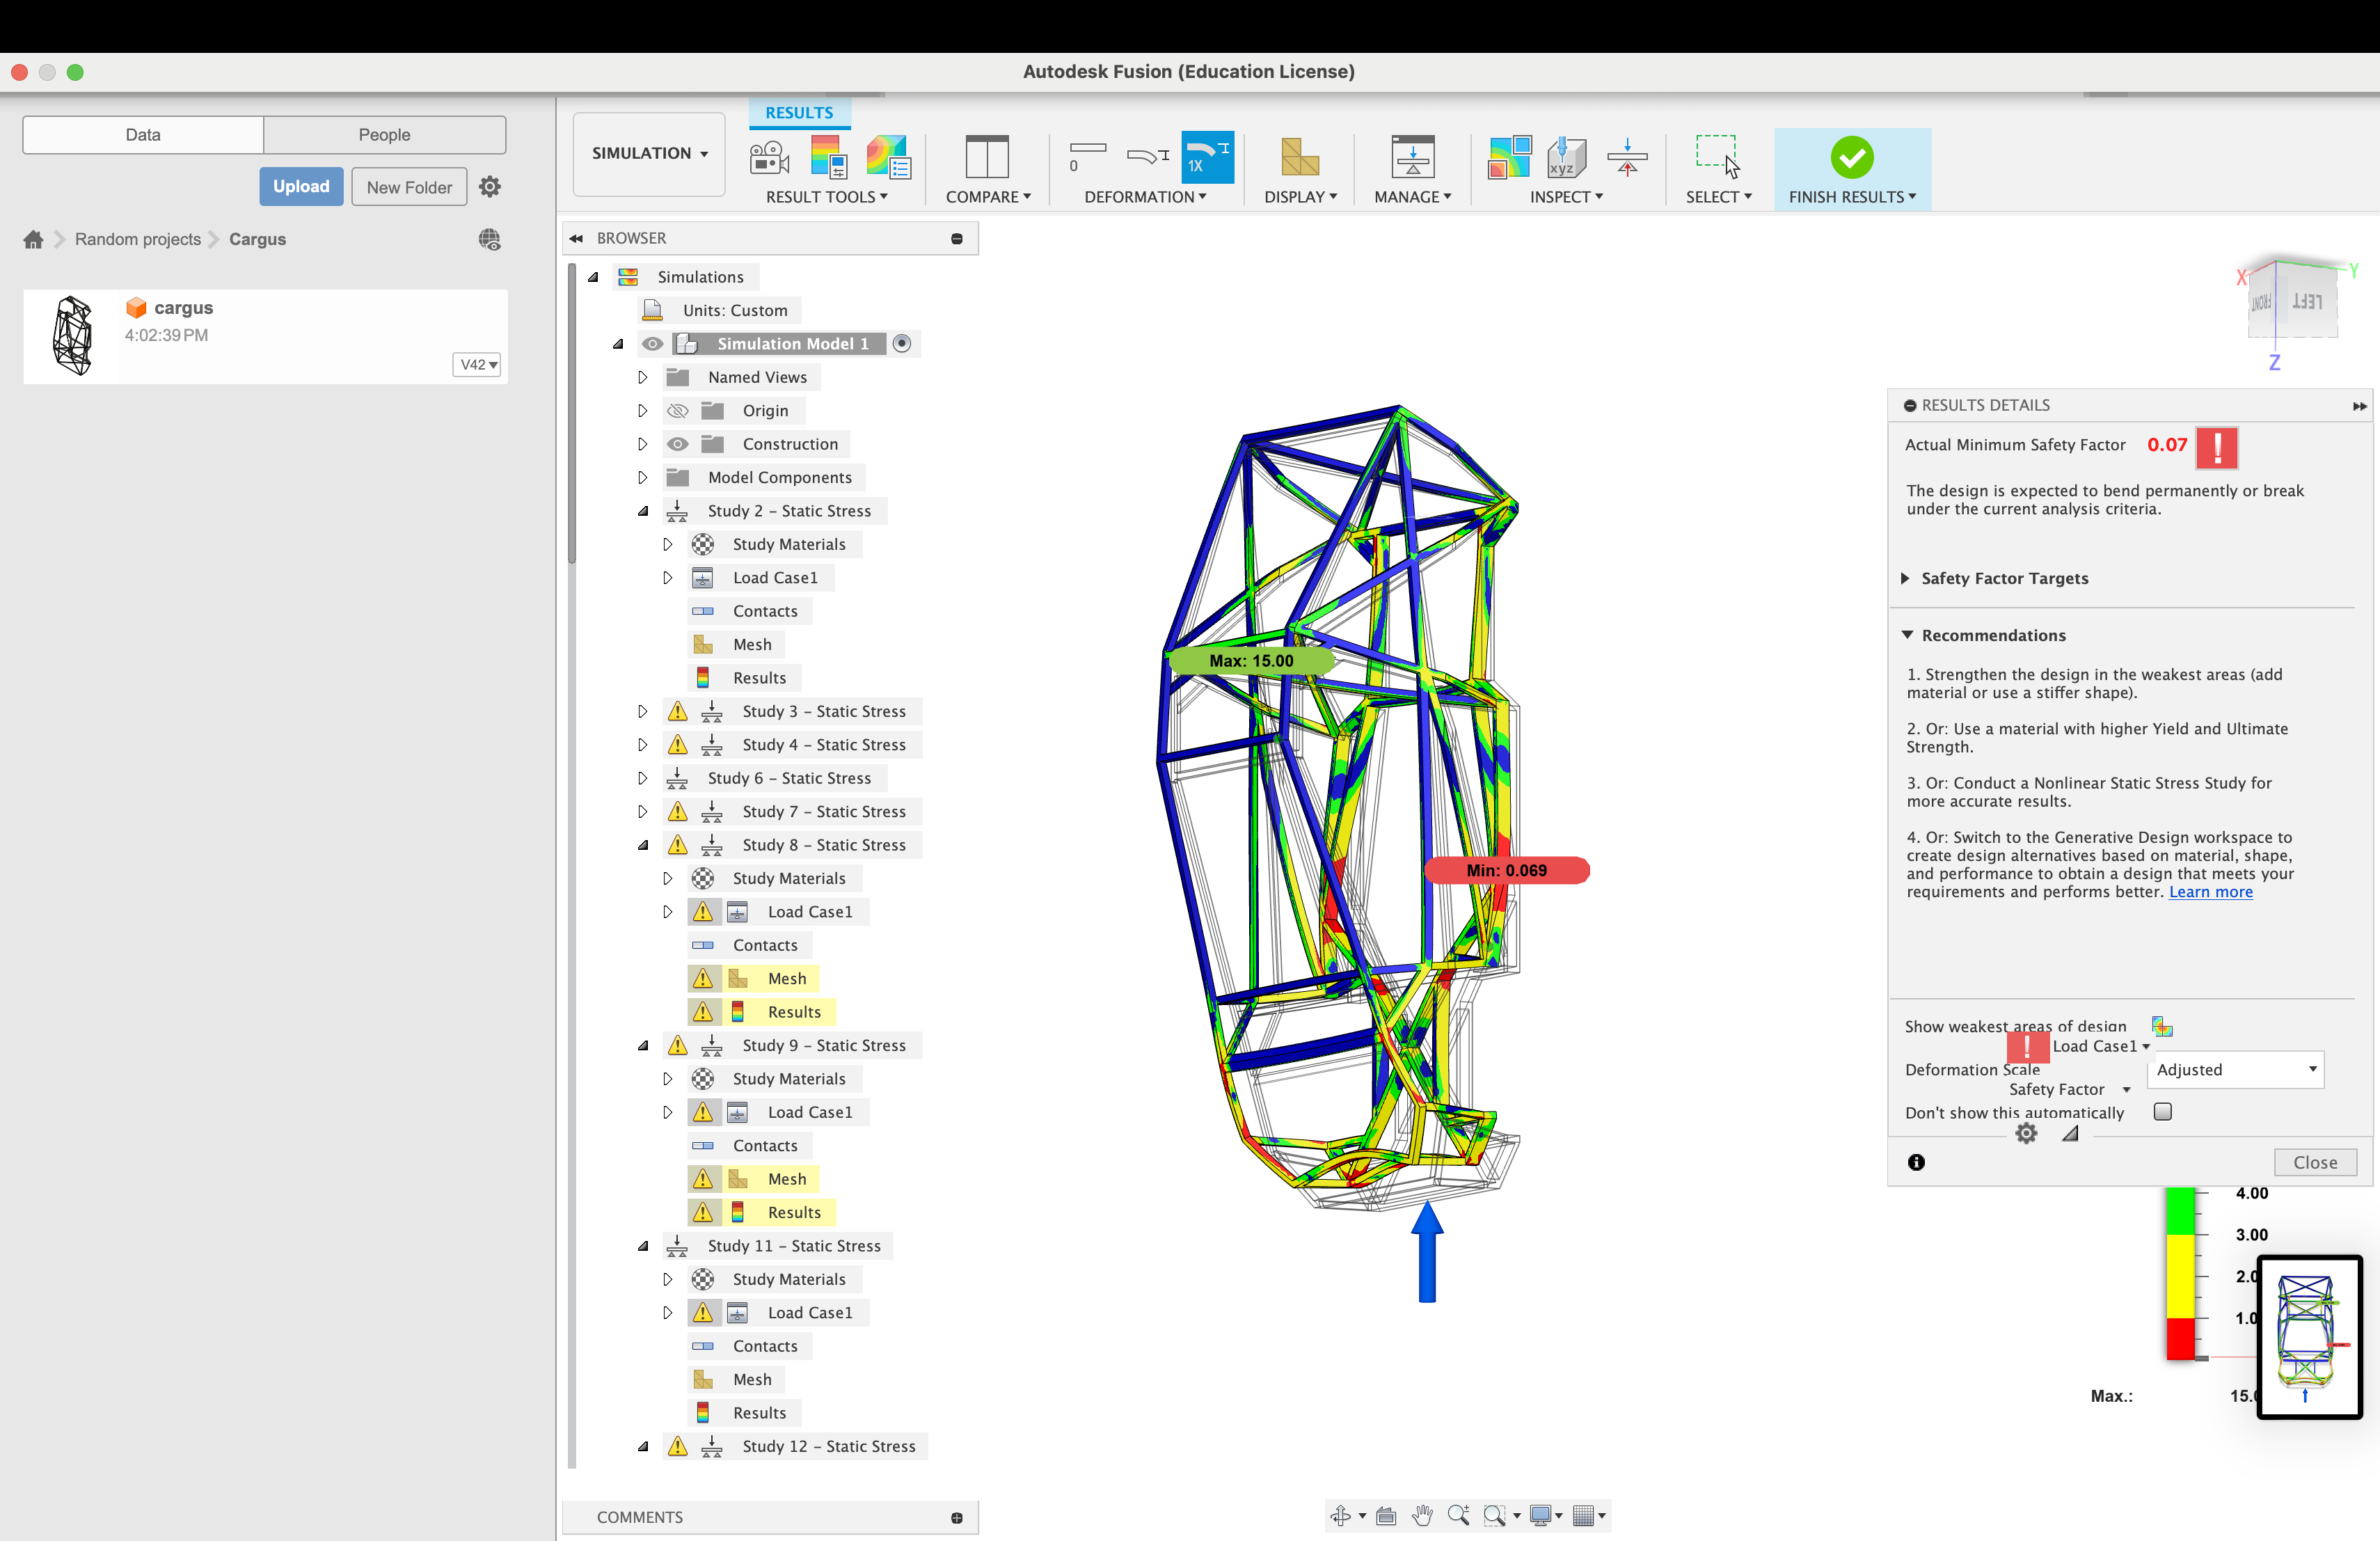 Autodesk Fusion (Education License)
Data
People
Upload
New Folder
Random projects
Cargus
cargus
4:02:39 PM
V42
SIMULATION
RESULTS
0
1X
xyz
RESULT TOOLS
COMPARE
DEFORMATION
DISPLAY
MANAGE
INSPECT
SELECT
FINISH RESULTS
BROWSER
Simulations
Units: Custom
Simulation Model 1
Named Views
Origin
Construction
Model Components
Study 2 – Static Stress
Study Materials
Load Case1
Contacts
Mesh
Results
Study 3 – Static Stress
Study 4 – Static Stress
Study 6 – Static Stress
Study 7 – Static Stress
Study 8 – Static Stress
Study Materials
Load Case1
Contacts
Mesh
Results
Study 9 – Static Stress
Study Materials
Load Case1
Contacts
Mesh
Results
Study 11 – Static Stress
Study Materials
Load Case1
Contacts
Mesh
Results
Study 12 – Static Stress
COMMENTS
Max: 15.00
Min: 0.069
X
Y
Z
FRONT
LEFT
RESULTS DETAILS
Actual Minimum Safety Factor 0.07
The design is expected to bend permanently or break
under the current analysis criteria.
Safety Factor Targets
Recommendations
1. Strengthen the design in the weakest areas (add
material or use a stiffer shape).
2. Or: Use a material with higher Yield and Ultimate
Strength.
3. Or: Conduct a Nonlinear Static Stress Study for
more accurate results.
4. Or: Switch to the Generative Design workspace to
create design alternatives based on material, shape,
and performance to obtain a design that meets your
requirements and performs better. Learn more
Show weakest areas of design
Load Case1
Deformation Scale
Adjusted
Safety Factor
Don't show this automatically
Close
4.00
3.00
2.0
1.0
Max.:
15.